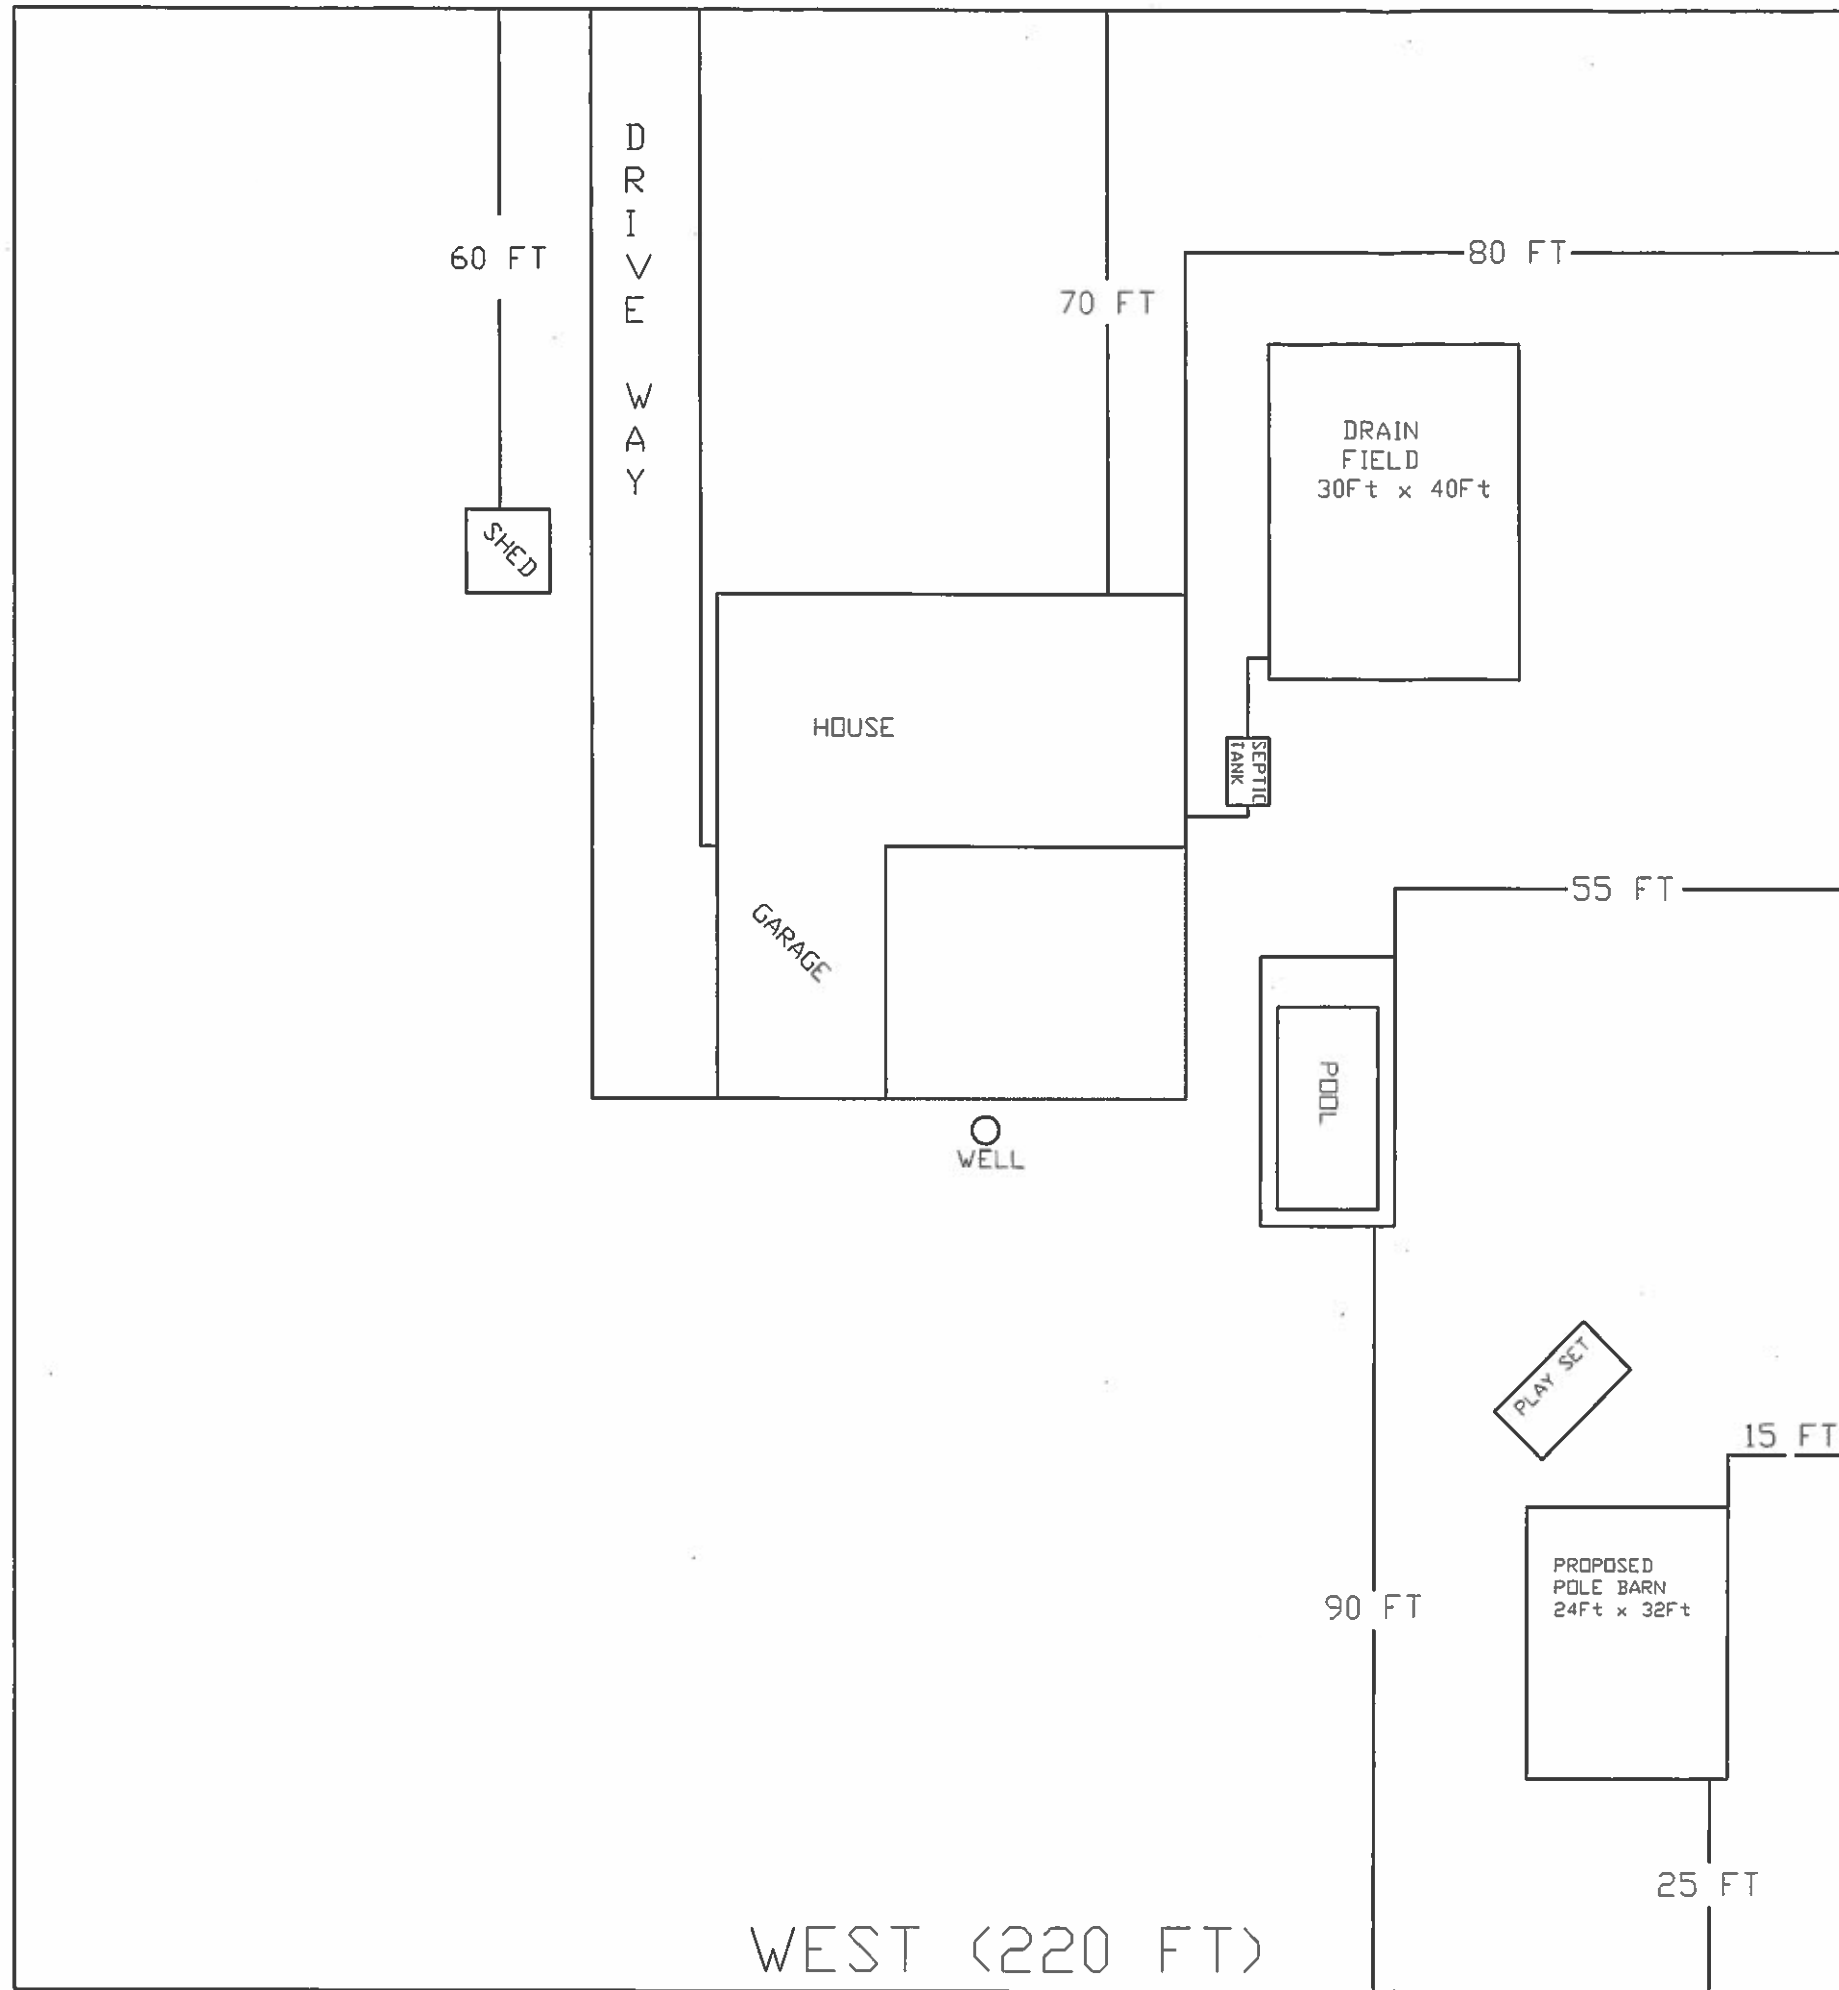 DRIVE WAY
60 FT
70 FT
80 FT
DRAIN
FIELD
30Ft x 40Ft
SHED
HOUSE
SEPTIC
TANK
GARAGE
55 FT
POOL
WELL
PLAY SET
15 FT
PROPOSED
POLE BARN
24Ft x 32Ft
90 FT
25 FT
WEST (220 FT)